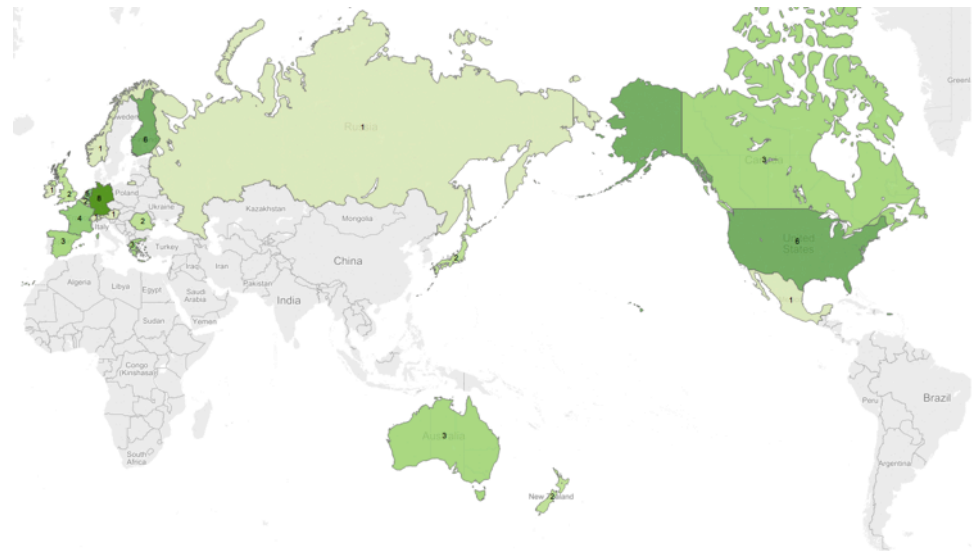 Greenl
Sweden
6
1
Russia
1
Canada
3
1
2
Poland
8
Ukraine
Kazakhstan
Mongolia
4
1
2
Italy
3
Turkey
2
China
United
States
6
Iraq
Iran
Algeria
Libya
Egypt
Saudi
Arabia
Pakistan
India
1
Sudan
Yemen
Congo
(Kinshasa)
Peru
Brazil
South
Africa
Australia
3
Argentina
New Zealand
2